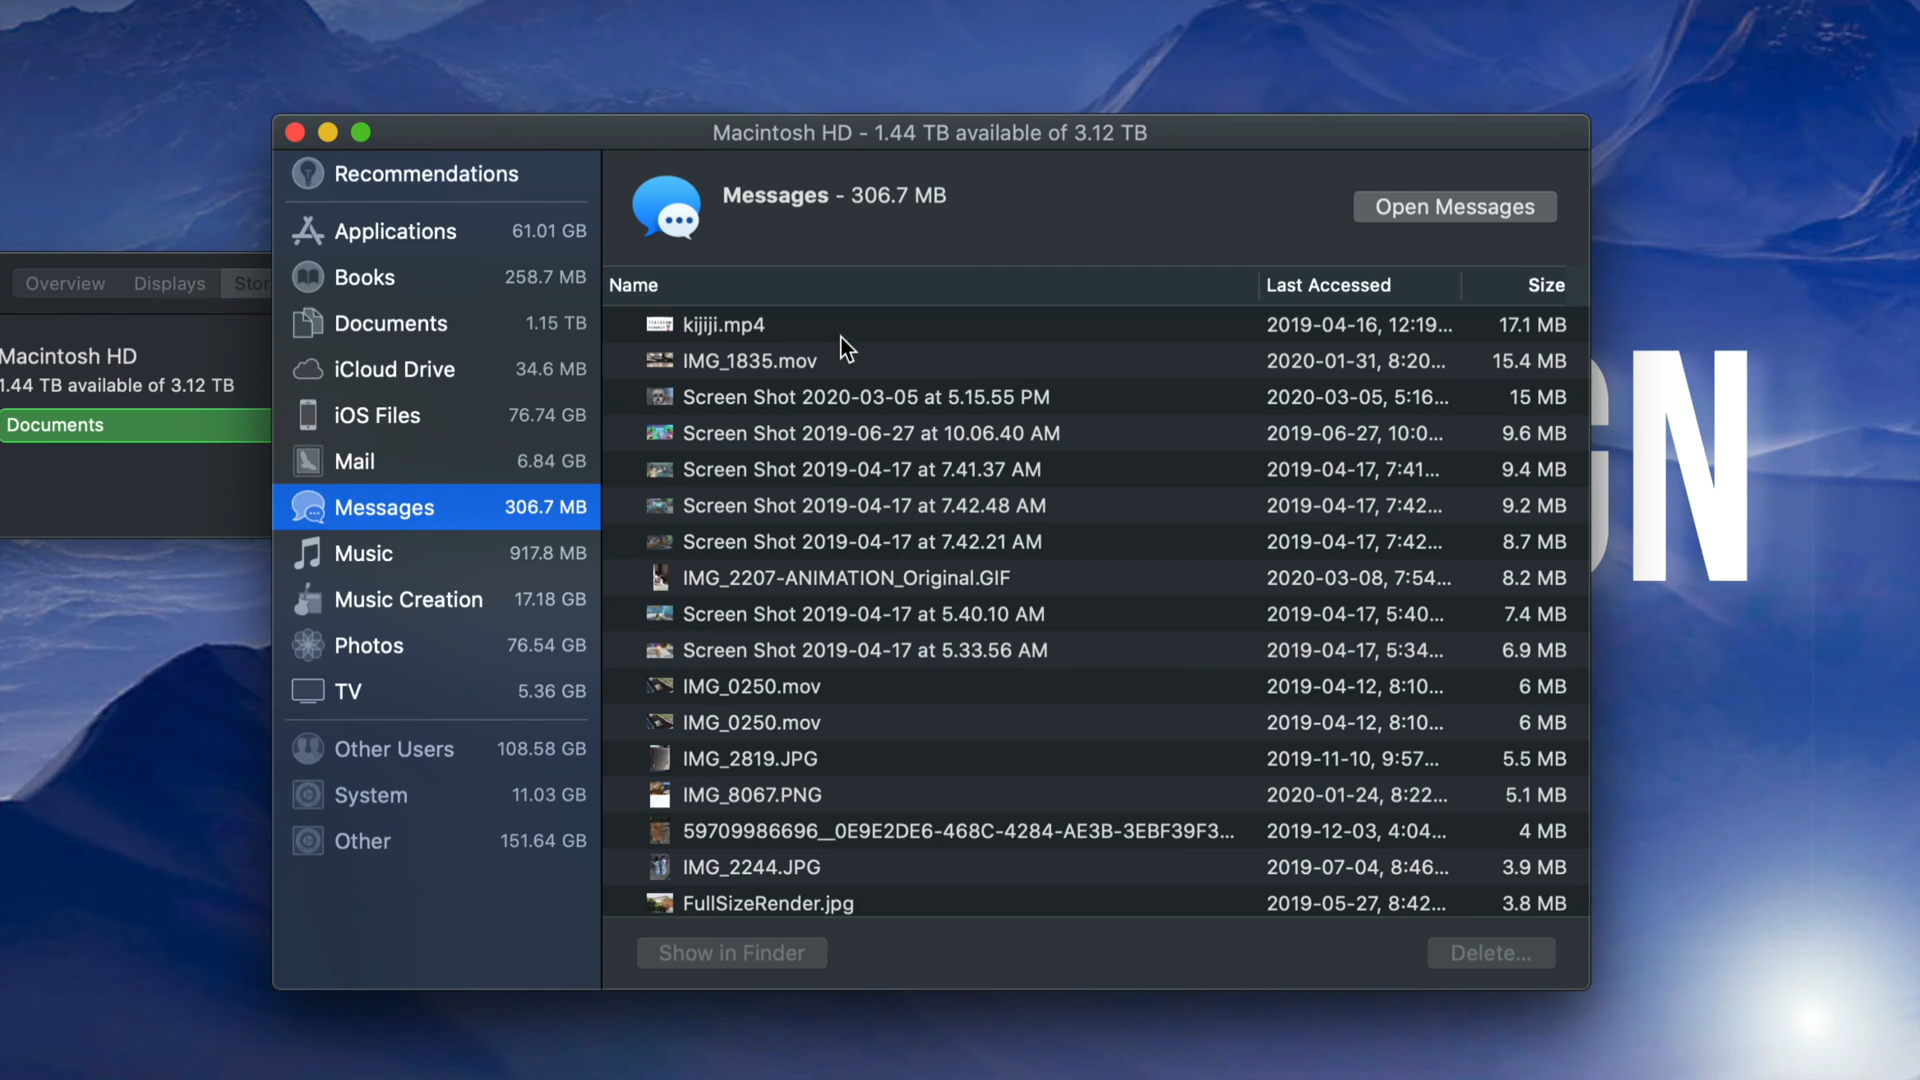 Macintosh HD - 1.44 TB available of 3.12 TB
Recommendations
Applications 61.01 GB
Books 258.7 MB
Documents 1.15 TB
iCloud Drive 34.6 MB
iOS Files 76.74 GB
Mail 6.84 GB
Messages 306.7 MB
Music 917.8 MB
Music Creation 17.18 GB
Photos 76.54 GB
TV 5.36 GB
Other Users 108.58 GB
System 11.03 GB
Other 151.64 GB
Messages - 306.7 MB
Open Messages
Name Last Accessed Size
kijiji.mp4 2019-04-16, 12:19... 17.1 MB
IMG_1835.mov 2020-01-31, 8:20... 15.4 MB
Screen Shot 2020-03-05 at 5.15.55 PM 2020-03-05, 5:16... 15 MB
Screen Shot 2019-06-27 at 10.06.40 AM 2019-06-27, 10:0... 9.6 MB
Screen Shot 2019-04-17 at 7.41.37 AM 2019-04-17, 7:41... 9.4 MB
Screen Shot 2019-04-17 at 7.42.48 AM 2019-04-17, 7:42... 9.2 MB
Screen Shot 2019-04-17 at 7.42.21 AM 2019-04-17, 7:42... 8.7 MB
IMG_2207-ANIMATION_Original.GIF 2020-03-08, 7:54... 8.2 MB
Screen Shot 2019-04-17 at 5.40.10 AM 2019-04-17, 5:40... 7.4 MB
Screen Shot 2019-04-17 at 5.33.56 AM 2019-04-17, 5:34... 6.9 MB
IMG_0250.mov 2019-04-12, 8:10... 6 MB
IMG_0250.mov 2019-04-12, 8:10... 6 MB
IMG_2819.JPG 2019-11-10, 9:57... 5.5 MB
IMG_8067.PNG 2020-01-24, 8:22... 5.1 MB
59709986696__0E9E2DE6-468C-4284-AE3B-3EBF39F3... 2019-12-03, 4:04... 4 MB
IMG_2244.JPG 2019-07-04, 8:46... 3.9 MB
FullSizeRender.jpg 2019-05-27, 8:42... 3.8 MB
Show in Finder Delete...
Overview Displays Stor
Macintosh HD
1.44 TB available of 3.12 TB
Documents
N